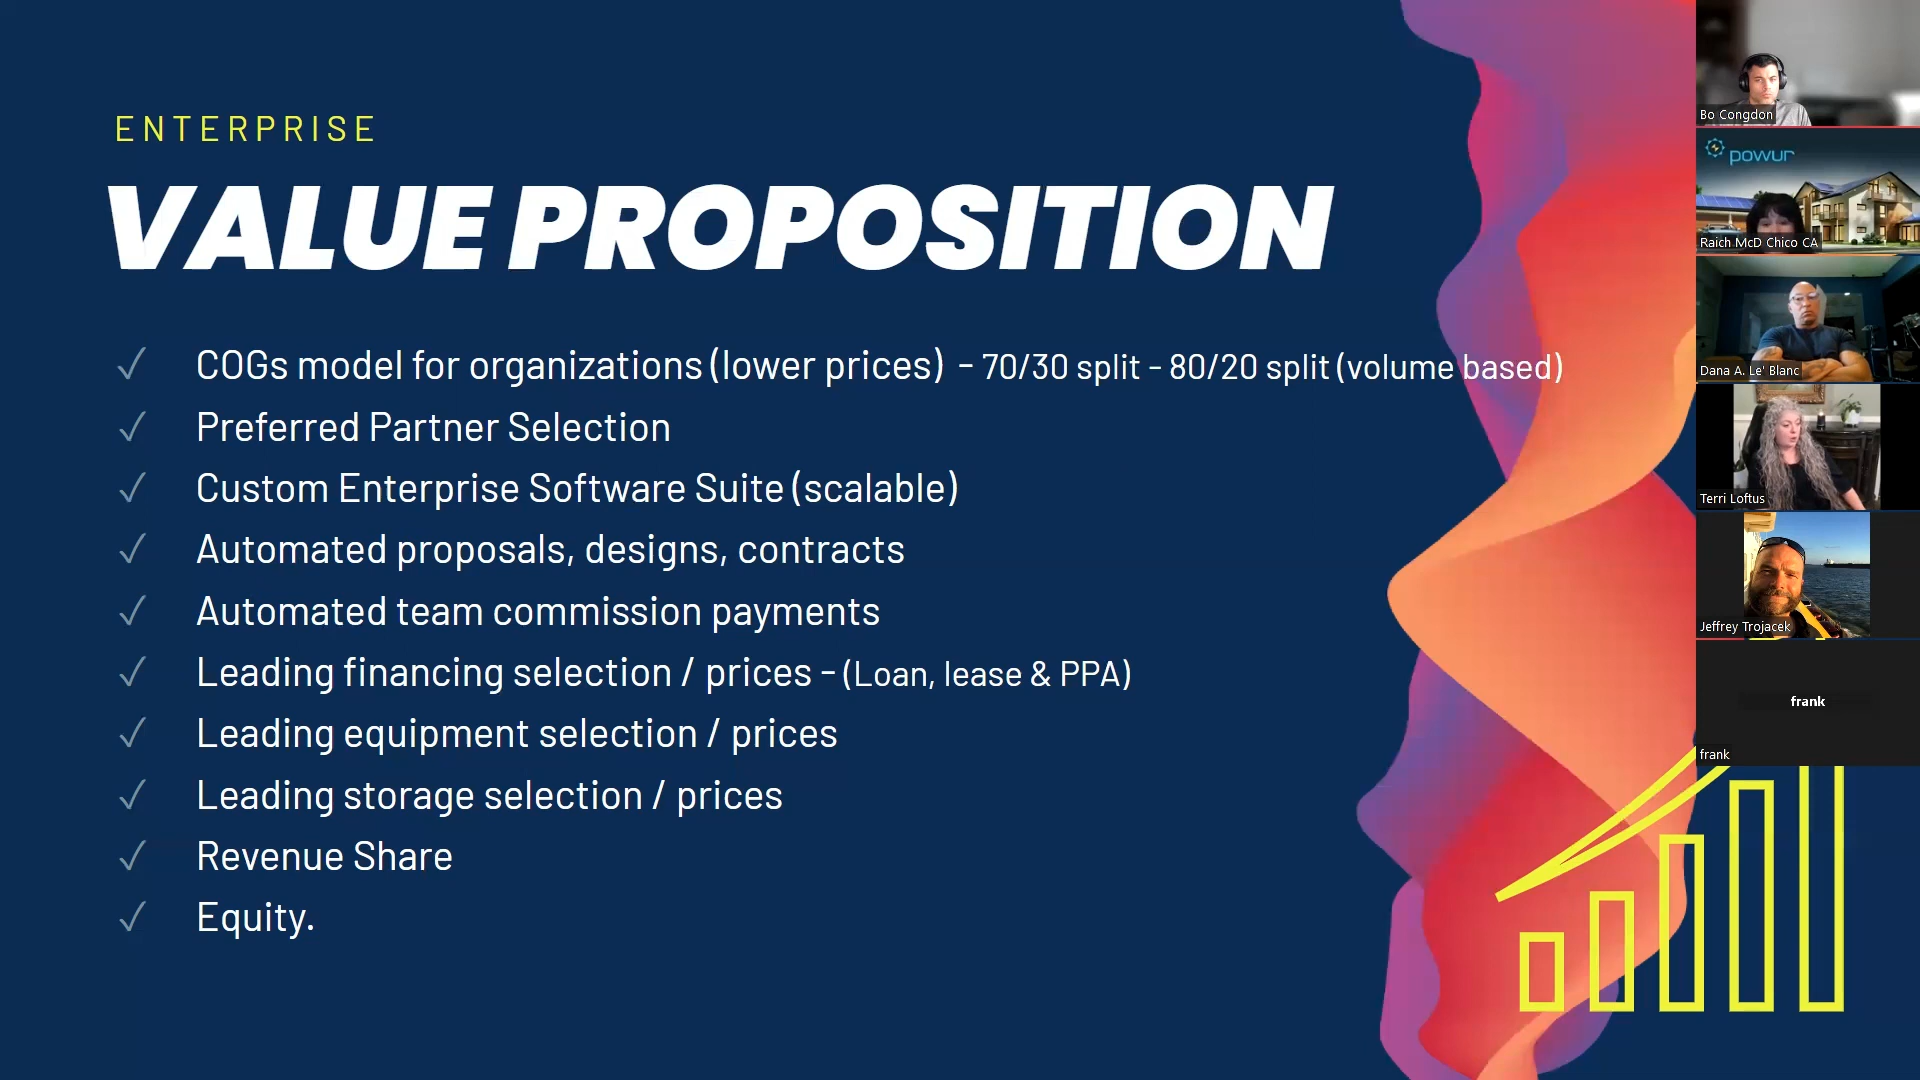 ENTERPRISE
VALUE PROPOSITION
✓ COGs model for organizations (lower prices) - 70/30 split - 80/20 split (volume based)
✓ Preferred Partner Selection
✓ Custom Enterprise Software Suite (scalable)
✓ Automated proposals, designs, contracts
✓ Automated team commission payments
✓ Leading financing selection / prices - (Loan, lease & PPA)
✓ Leading equipment selection / prices
✓ Leading storage selection / prices
✓ Revenue Share
✓ Equity.
Bo Congdon
powur
Raich McD Chico CA
Dana A. Le' Blanc
Terri Loftus
Jeffrey Trojacek
frank
frank